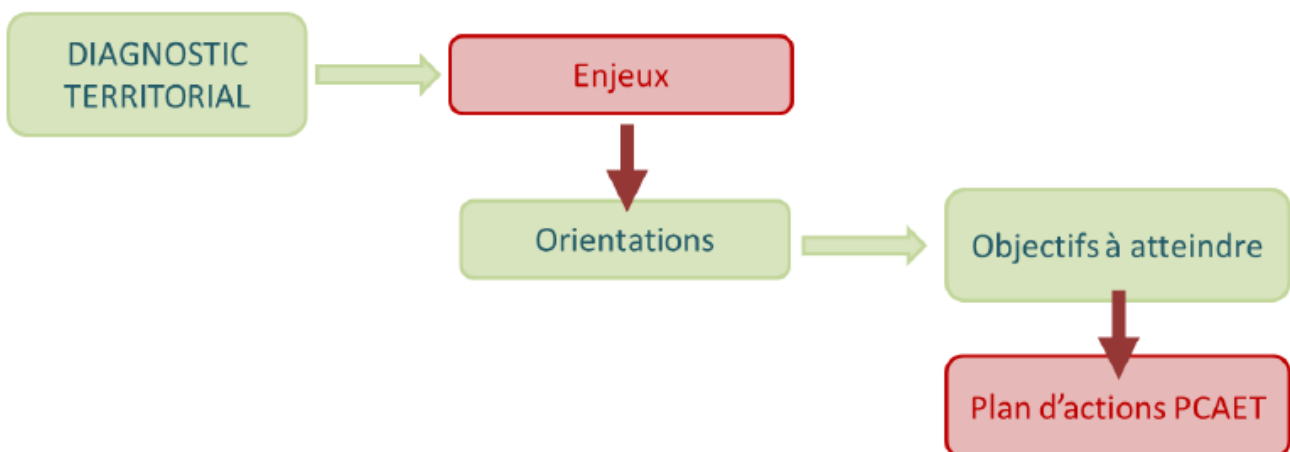 DIAGNOSTIC
TERRITORIAL
Enjeux
Orientations
Objectifs à atteindre
Plan d’actions PCAET